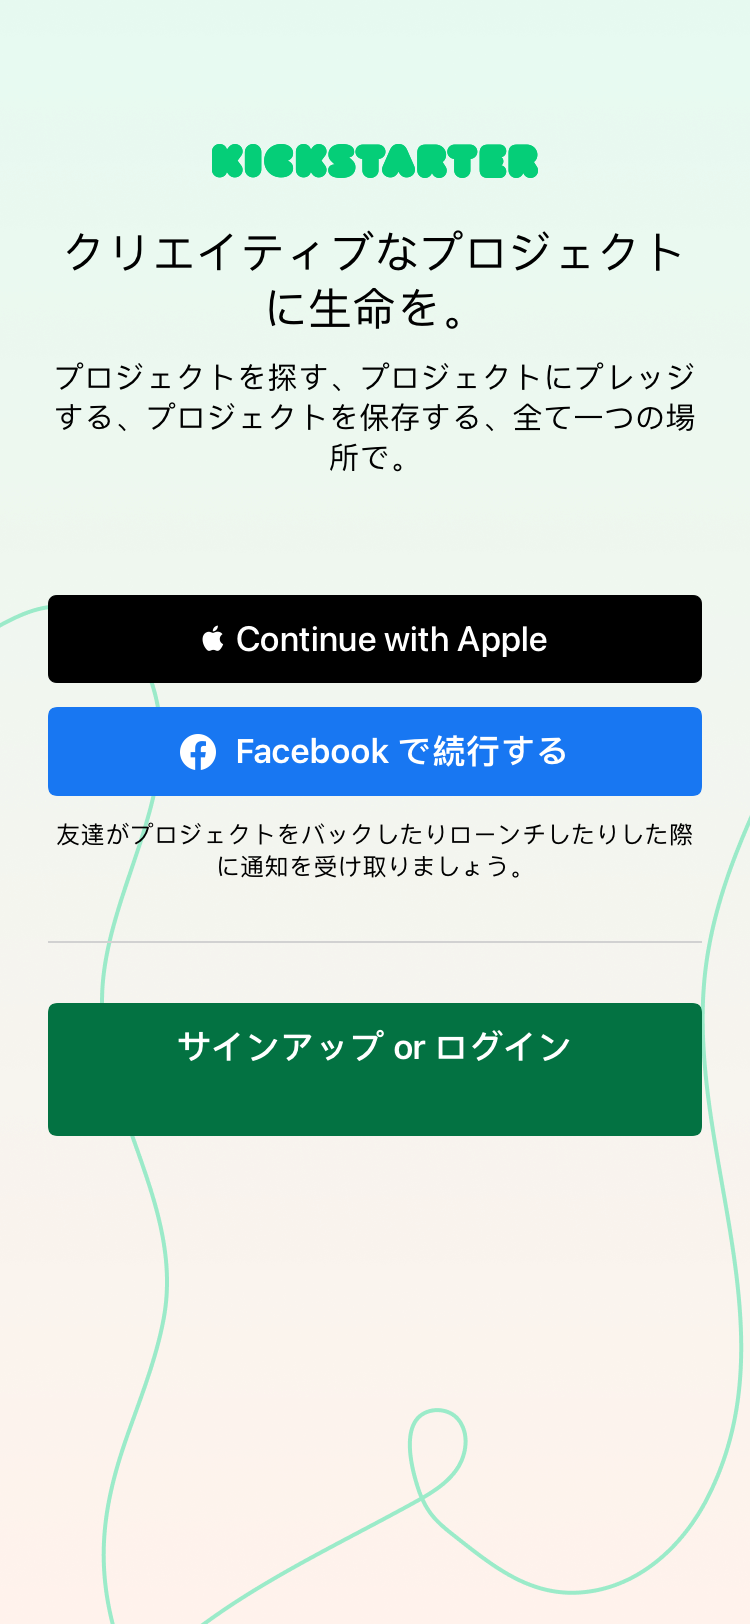 KICKSTARTER
クリエイティブなプロジェクト
に生命を。
プロジェクトを探す、プロジェクトにプレッジ
する、プロジェクトを保存する、全て一つの場
所で。
Continue with Apple
Facebook で続行する
友達がプロジェクトをバックしたりローンチしたりした際
に通知を受け取りましょう。
サインアップ or ログイン